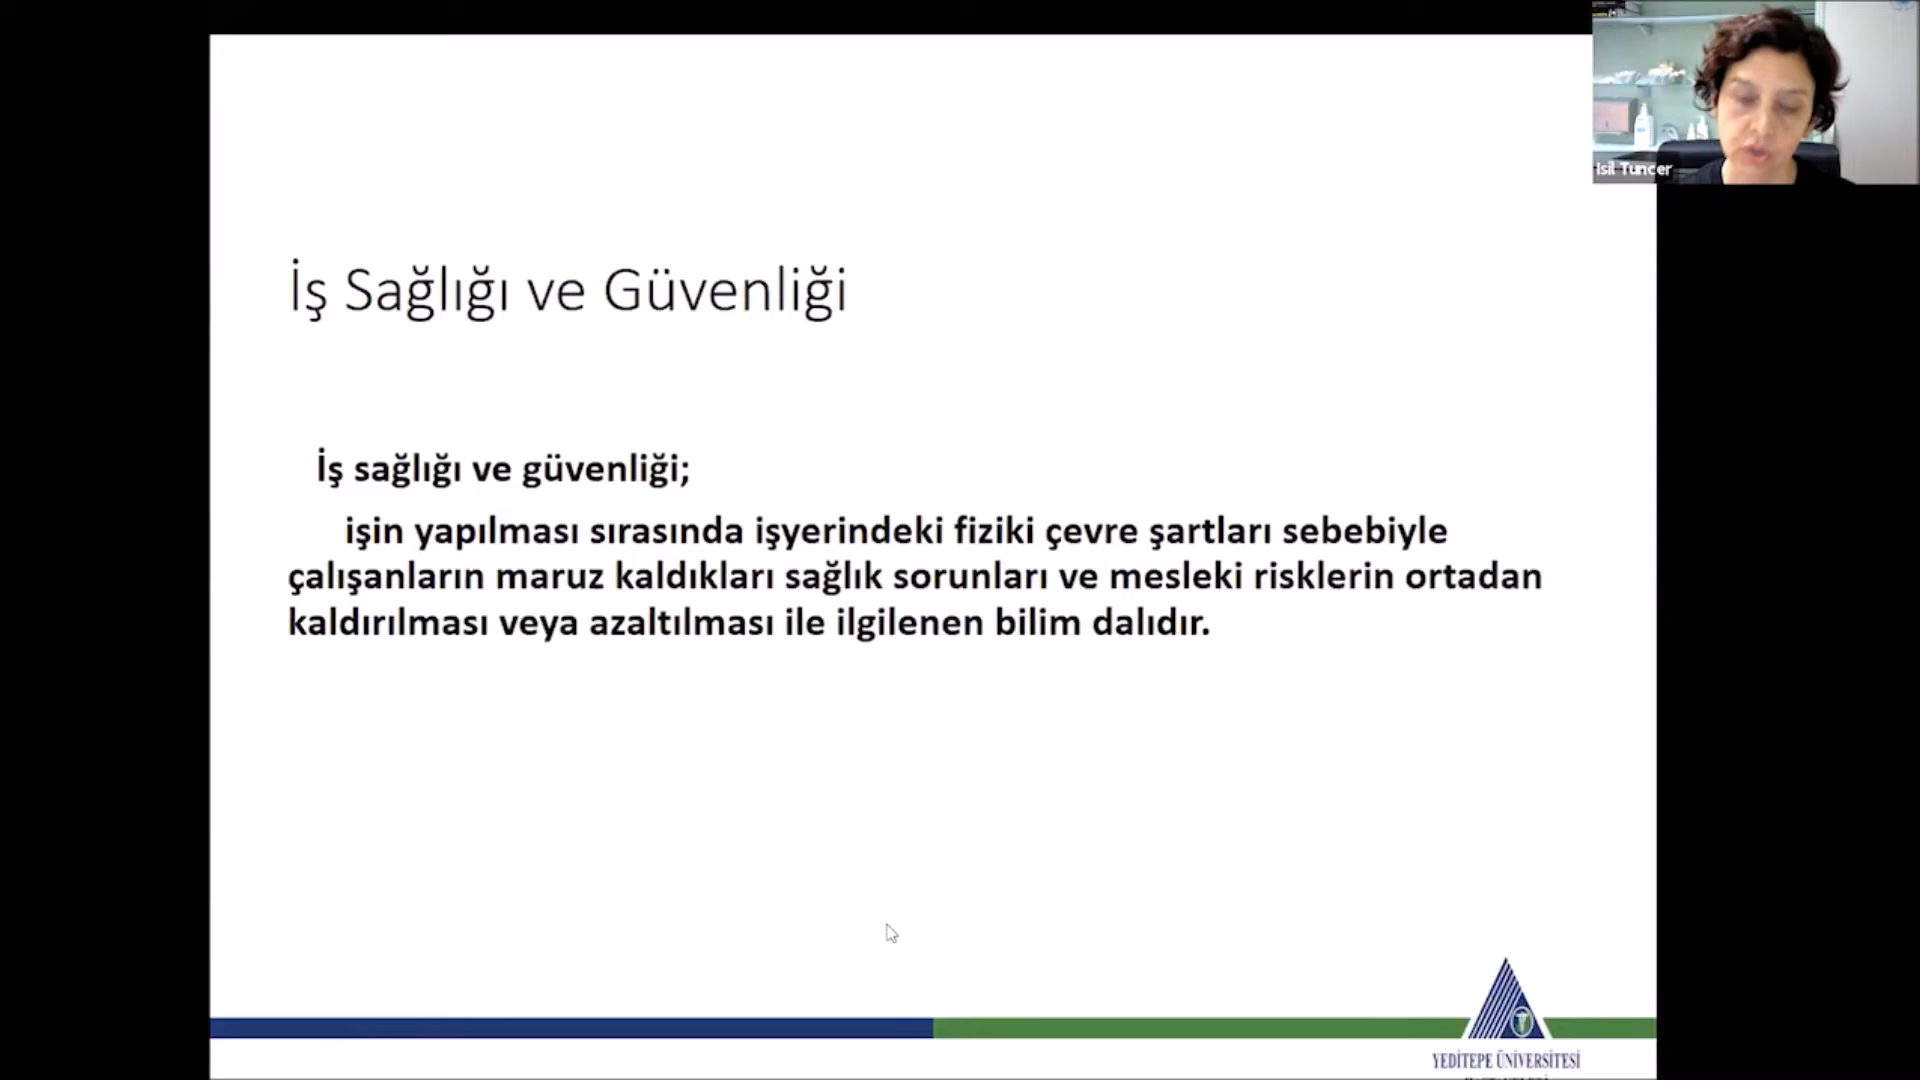 Isil Tuncer
İş Sağlığı ve Güvenliği
İş sağlığı ve güvenliği;
işin yapılması sırasında işyerindeki fiziki çevre şartları sebebiyle
çalışanların maruz kaldıkları sağlık sorunları ve mesleki risklerin ortadan
kaldırılması veya azaltılması ile ilgilenen bilim dalıdır.
YEDİTEPE ÜNİVERSİTESİ